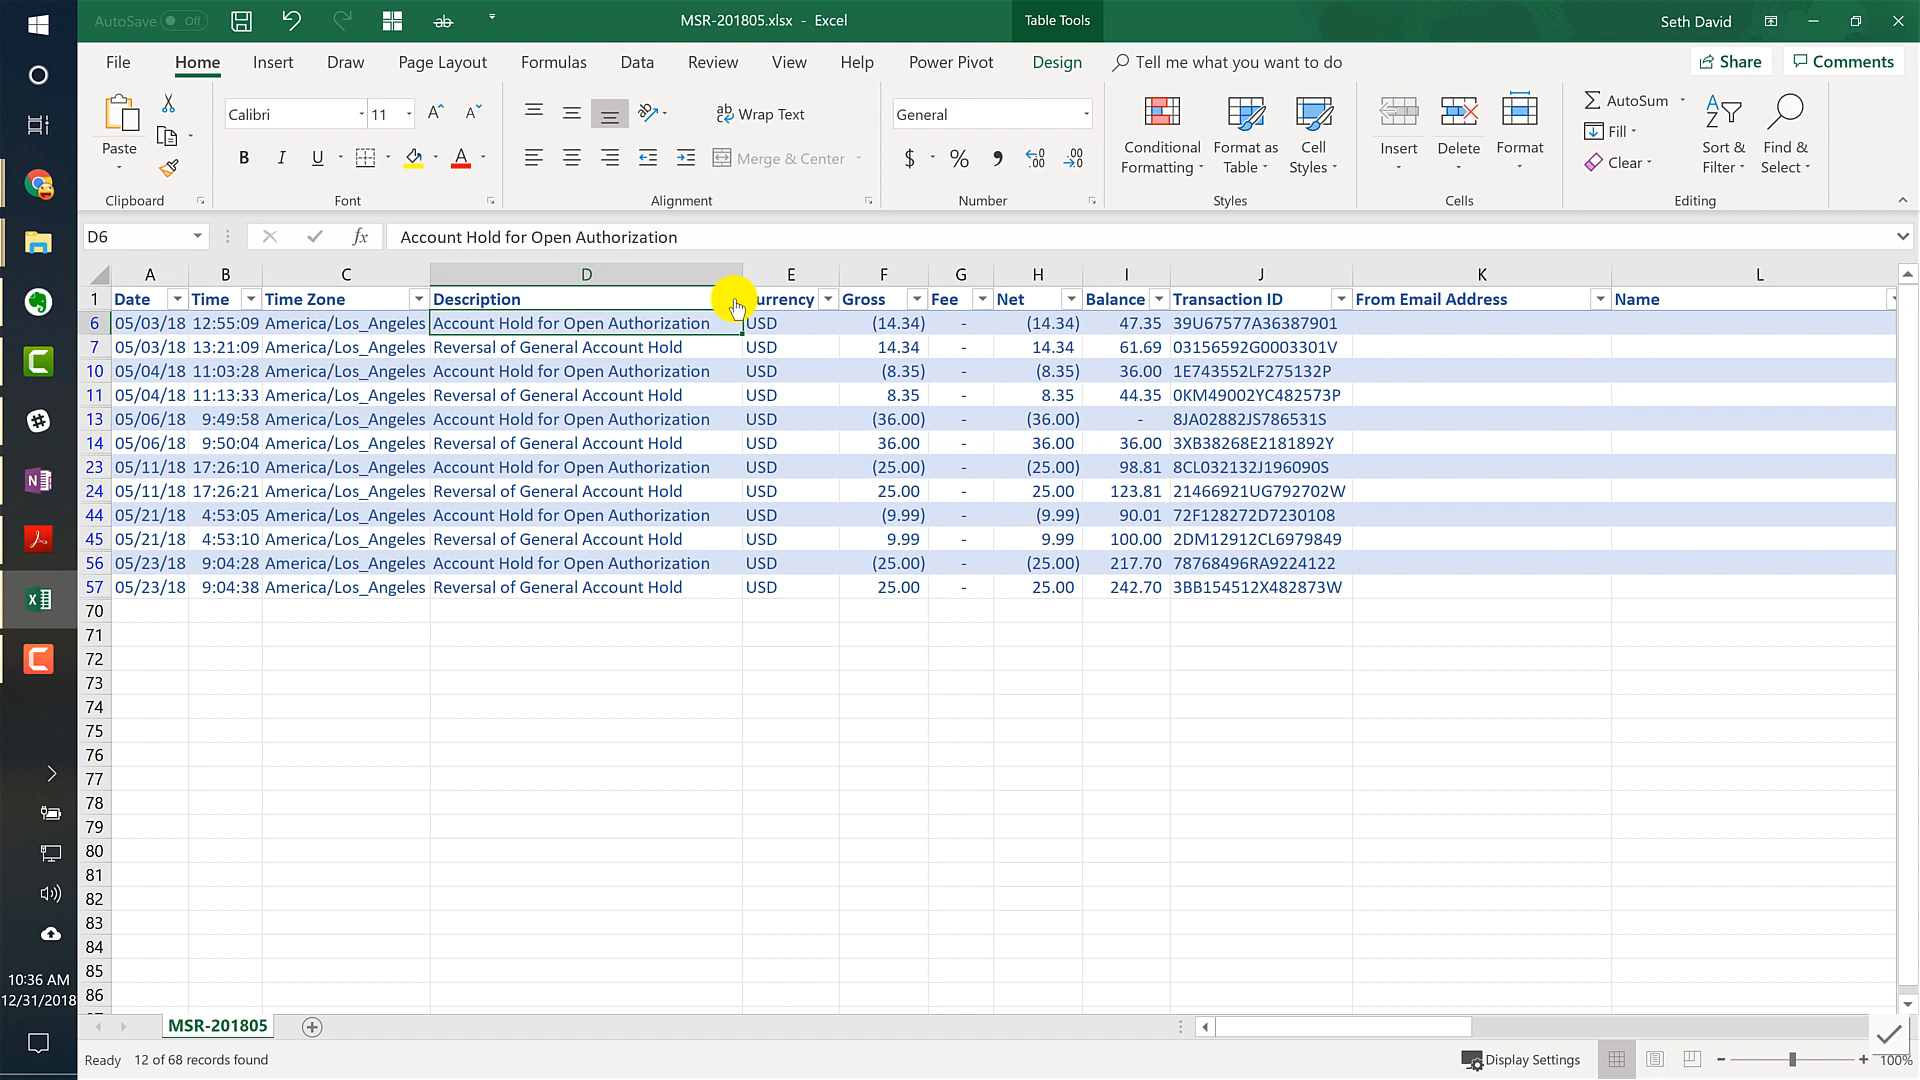 AutoSave Off MSR-201805.xlsx - Excel Table Tools Seth David
File Home Insert Draw Page Layout Formulas Data Review View Help Power Pivot Design Tell me what you want to do Share Comments
Paste Calibri 11 Wrap Text General Conditional Formatting Format as Table Cell Styles Insert Delete Format AutoSum Sort & Filter Find & Select
B I U Merge & Center $ % Fill
Clear
Clipboard Font Alignment Number Styles Cells Editing
D6 fx Account Hold for Open Authorization
A B C D E F G H I J K L
1 Date Time Time Zone Description urrency Gross Fee Net Balance Transaction ID From Email Address Name
6 05/03/18 12:55:09 America/Los_Angeles Account Hold for Open Authorization USD (14.34) - (14.34) 47.35 39U67577A36387901
7 05/03/18 13:21:09 America/Los_Angeles Reversal of General Account Hold USD 14.34 - 14.34 61.69 03156592G0003301V
10 05/04/18 11:03:28 America/Los_Angeles Account Hold for Open Authorization USD (8.35) - (8.35) 36.00 1E743552LF275132P
11 05/04/18 11:13:33 America/Los_Angeles Reversal of General Account Hold USD 8.35 - 8.35 44.35 0KM49002YC482573P
13 05/06/18 9:49:58 America/Los_Angeles Account Hold for Open Authorization USD (36.00) - (36.00) - 8JA02882JS786531S
14 05/06/18 9:50:04 America/Los_Angeles Reversal of General Account Hold USD 36.00 - 36.00 36.00 3XB38268E2181892Y
23 05/11/18 17:26:10 America/Los_Angeles Account Hold for Open Authorization USD (25.00) - (25.00) 98.81 8CL032132J196090S
24 05/11/18 17:26:21 America/Los_Angeles Reversal of General Account Hold USD 25.00 - 25.00 123.81 21466921UG792702W
44 05/21/18 4:53:05 America/Los_Angeles Account Hold for Open Authorization USD (9.99) - (9.99) 90.01 72F128272D7230108
45 05/21/18 4:53:10 America/Los_Angeles Reversal of General Account Hold USD 9.99 - 9.99 100.00 2DM12912CL6979849
56 05/23/18 9:04:28 America/Los_Angeles Account Hold for Open Authorization USD (25.00) - (25.00) 217.70 78768496RA9224122
57 05/23/18 9:04:38 America/Los_Angeles Reversal of General Account Hold USD 25.00 - 25.00 242.70 3BB154512X482873W
70
71
72
73
74
75
76
77
78
79
80
81
82
83
84
85
86
10:36 AM
12/31/2018
MSR-201805
Ready 12 of 68 records found Display Settings 100%